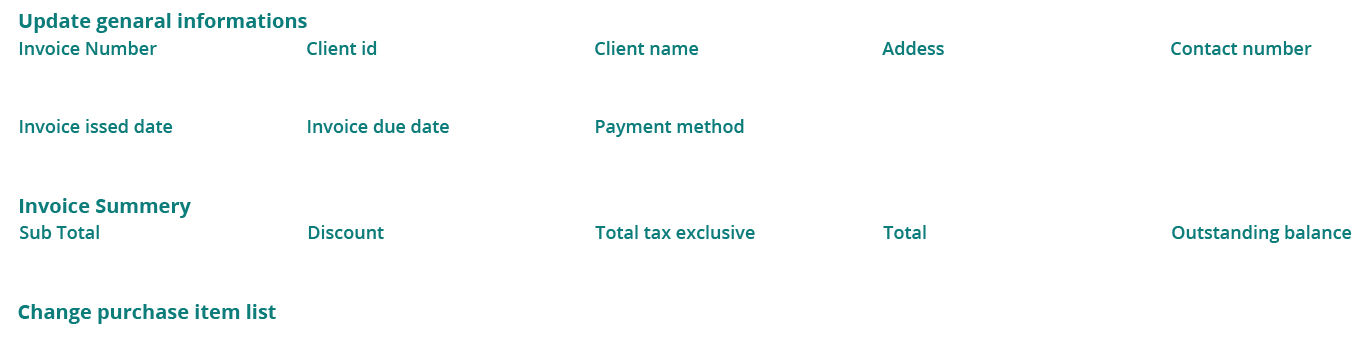 Update genaral informations
Invoice Number Client id Client name Addess Contact number
Invoice issed date Invoice due date Payment method
Invoice Summery
Sub Total Discount Total tax exclusive Total Outstanding balance
Change purchase item list